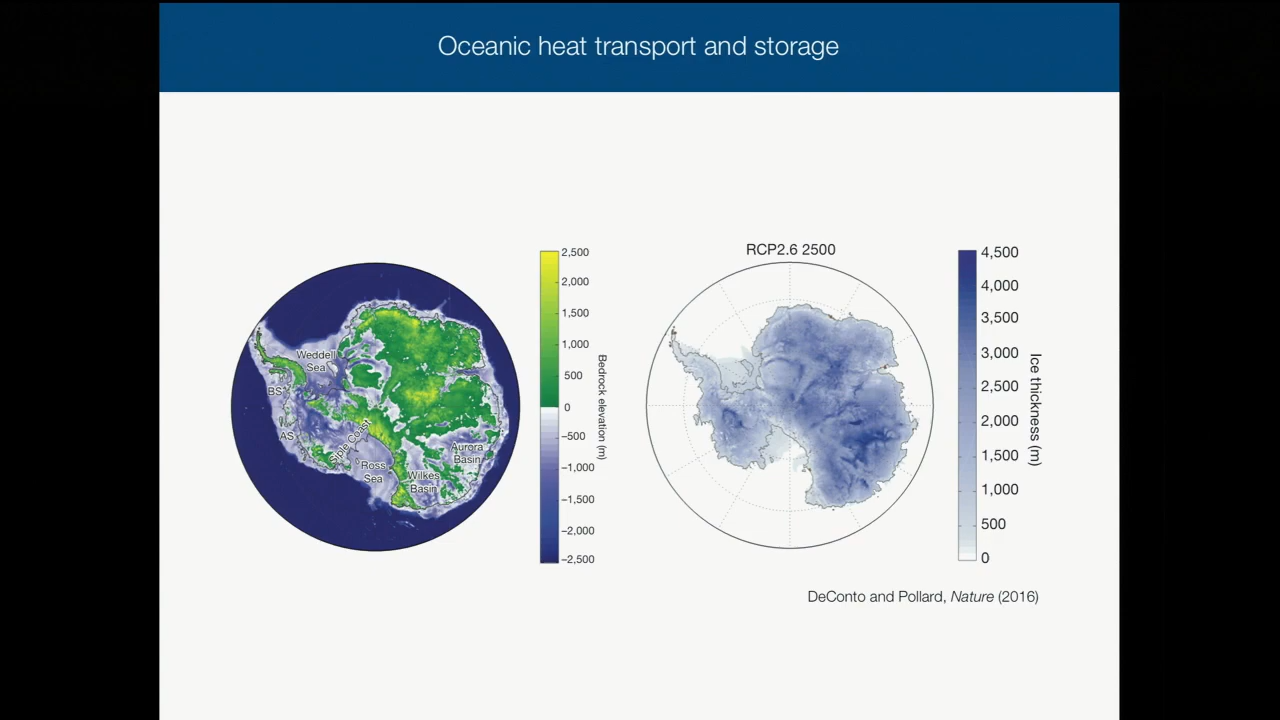 Oceanic heat transport and storage
2,500
2,000
1,500
1,000
500
0
−500
−1,000
−1,500
−2,000
−2,500
Bedrock elevation (m)
Weddell
Sea
BS
AS
Siple Coast
Ross
Sea
Wilkes
Basin
Aurora
Basin
RCP2.6 2500
4,500
4,000
3,500
3,000
2,500
2,000
1,500
1,000
500
0
Ice thickness (m)
DeConto and Pollard, Nature (2016)